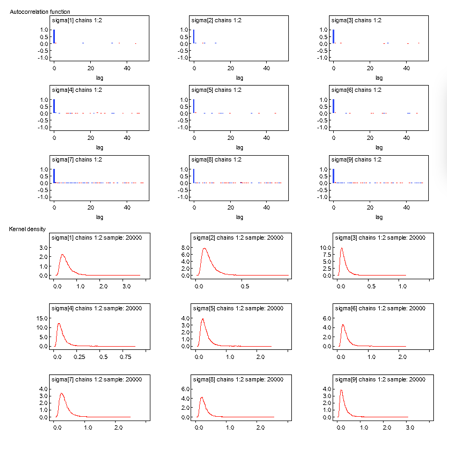 Autocorrelation function
sigma[1] chains 1:2
sigma[2] chains 1:2
sigma[3] chains 1:2
1.0
0.5
0.0
-0.5
-1.0
0 20 40
lag
1.0
0.5
0.0
-0.5
-1.0
0 20 40
lag
1.0
0.5
0.0
-0.5
-1.0
0 20 40
lag
sigma[4] chains 1:2
sigma[5] chains 1:2
sigma[6] chains 1:2
1.0
0.5
0.0
-0.5
-1.0
0 20 40
lag
1.0
0.5
0.0
-0.5
-1.0
0 20 40
lag
1.0
0.5
0.0
-0.5
-1.0
0 20 40
lag
sigma[7] chains 1:2
sigma[8] chains 1:2
sigma[9] chains 1:2
1.0
0.5
0.0
-0.5
-1.0
0 20 40
lag
1.0
0.5
0.0
-0.5
-1.0
0 20 40
lag
1.0
0.5
0.0
-0.5
-1.0
0 20 40
lag
Kernel density
sigma[1] chains 1:2 sample: 20000
sigma[2] chains 1:2 sample: 20000
sigma[3] chains 1:2 sample: 20000
3.0
2.0
1.0
0.0
0.0 1.0 2.0 3.0
8.0
6.0
4.0
2.0
0.0
0.0 0.5
10.0
7.5
5.0
2.5
0.0
0.0 0.5 1.0
sigma[4] chains 1:2 sample: 20000
sigma[5] chains 1:2 sample: 20000
sigma[6] chains 1:2 sample: 20000
15.0
10.0
5.0
0.0
0.0 0.25 0.5 0.75
4.0
3.0
2.0
1.0
0.0
0.0 1.0 2.0
6.0
4.0
2.0
0.0
0.0 1.0 2.0
sigma[7] chains 1:2 sample: 20000
sigma[8] chains 1:2 sample: 20000
sigma[9] chains 1:2 sample: 20000
4.0
3.0
2.0
1.0
0.0
0.0 1.0 2.0
6.0
4.0
2.0
0.0
0.0 1.0 2.0
4.0
3.0
2.0
1.0
0.0
0.0 1.0 2.0 3.0